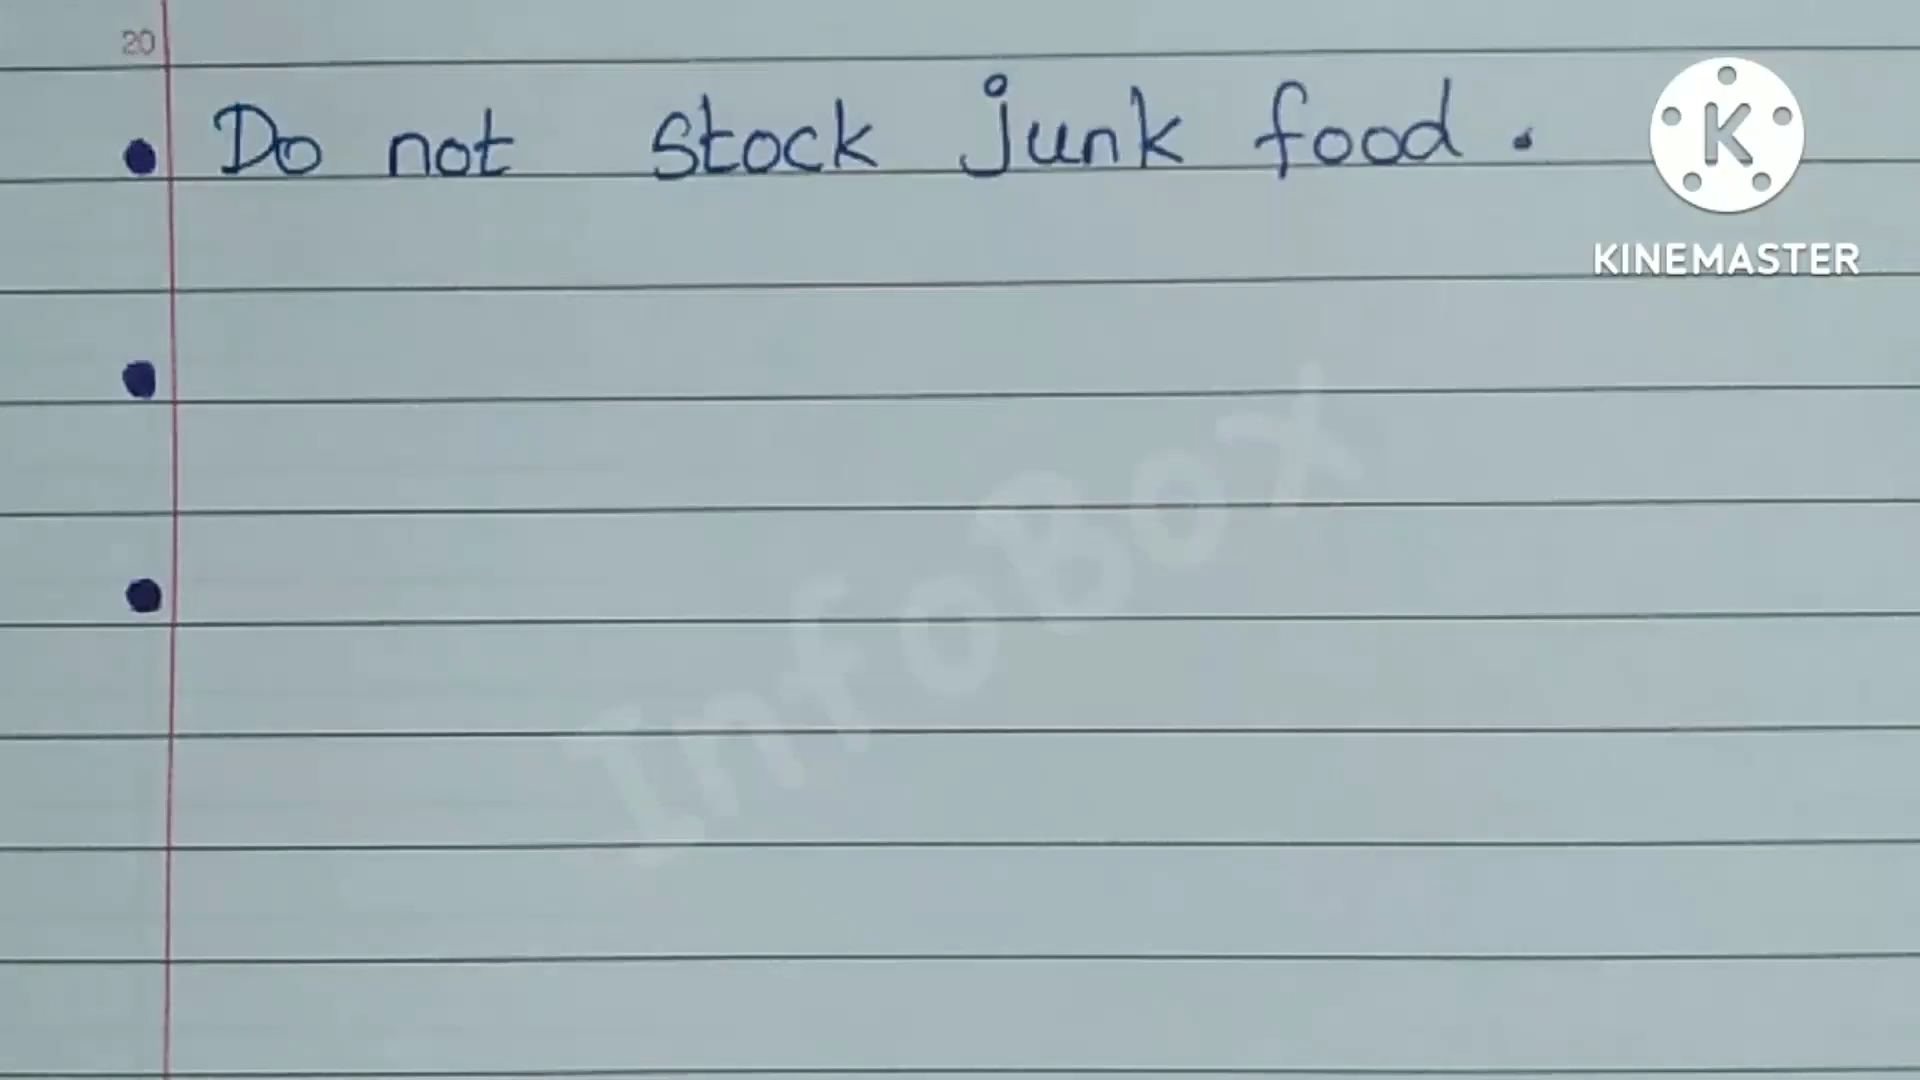 20
• Do not stock junk food.
•
•
K
KINEMASTER
InfoBox